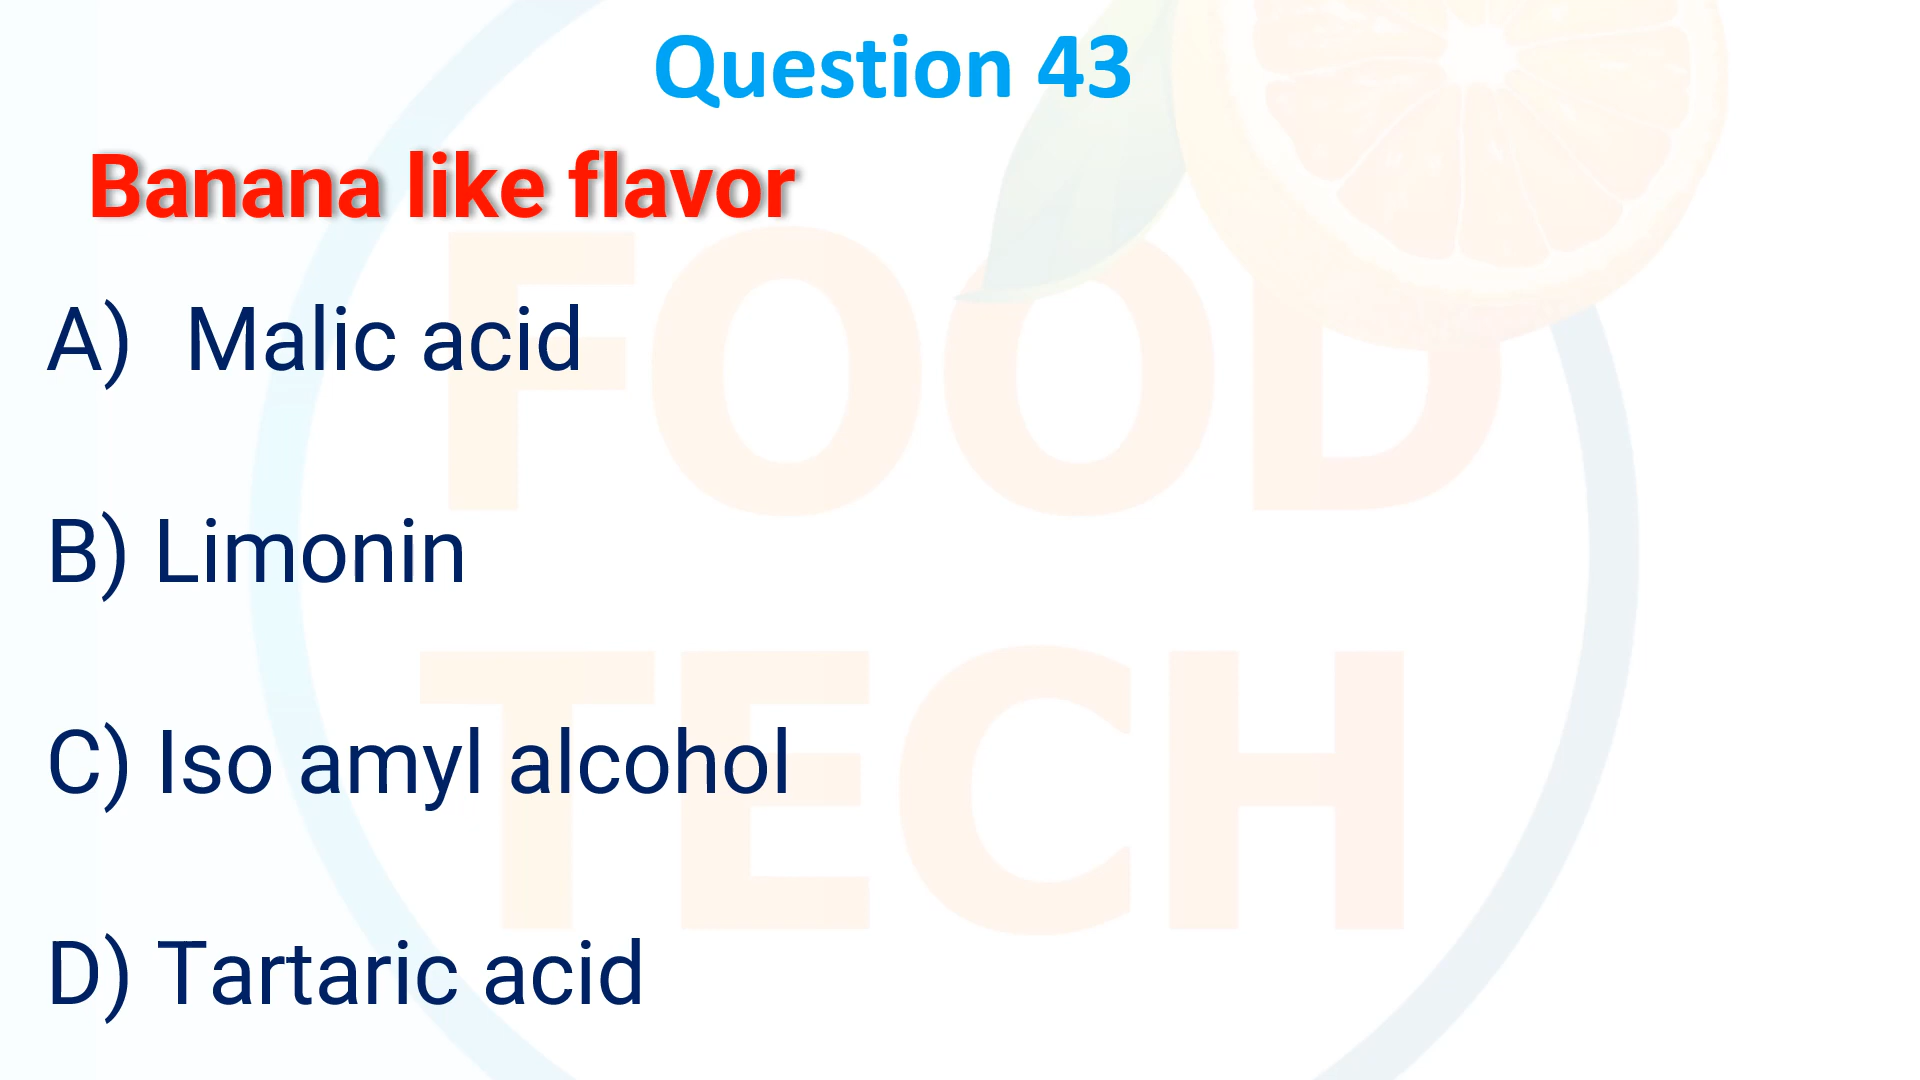 Question 43
Banana like flavor
A) Malic acid
B) Limonin
C) Iso amyl alcohol
D) Tartaric acid
FOOD
TECH